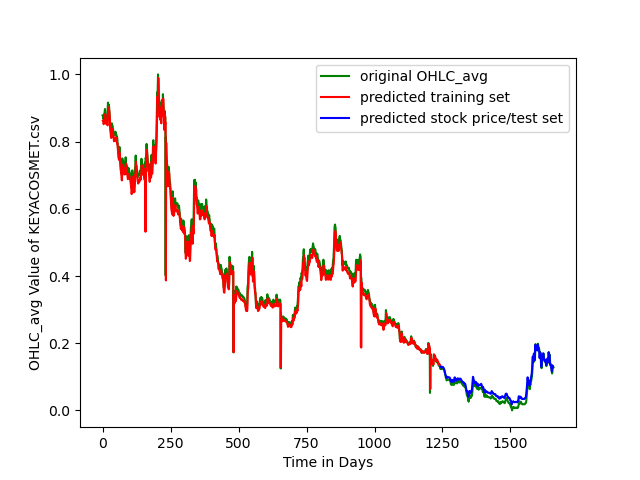 original OHLC_avg
predicted training set
predicted stock price/test set
OHLC_avg Value of KEYACOSMET.csv
1.0
0.8
0.6
0.4
0.2
0.0
0 250 500 750 1000 1250 1500
Time in Days